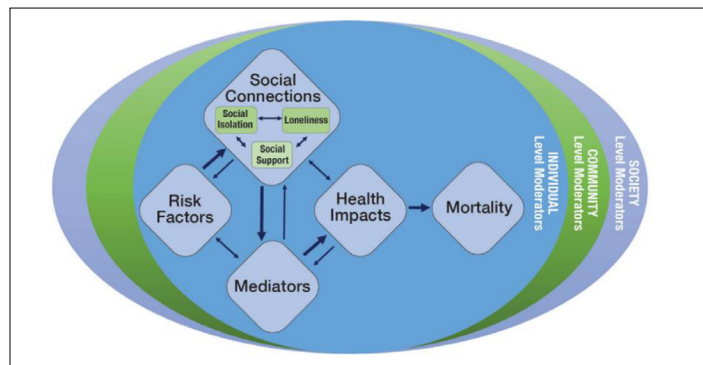 Social
Connections
Social
Isolation
Loneliness
Social
Support
Risk
Factors
Health
Impacts
Mortality
Mediators
INDIVIDUAL
Level Moderators
COMMUNITY
Level Moderators
SOCIETY
Level Moderators